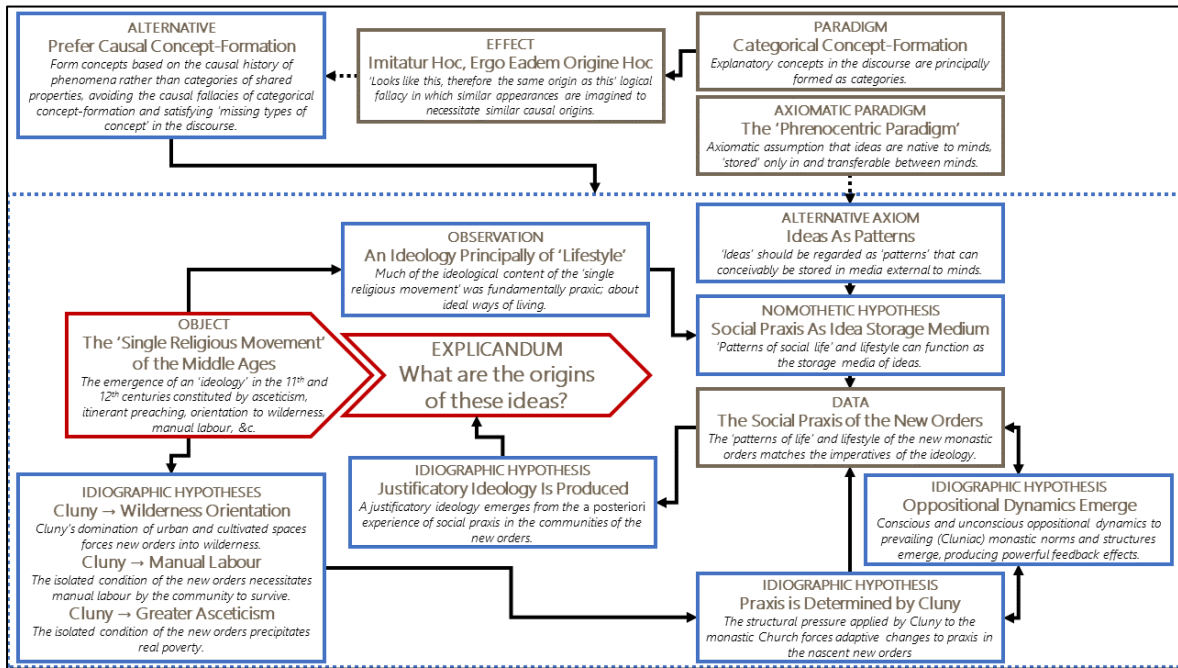 ALTERNATIVE
Prefer Causal Concept-Formation
Form concepts based on the causal history of
phenomena rather than categories of shared
properties, avoiding the causal fallacies of categorical
concept-formation and satisfying 'missing types of
concept' in the discourse.
EFFECT
Imitatur Hoc, Ergo Eadem Origine Hoc
'Looks like this, therefore the same origin as this' logical
fallacy in which similar appearances are imagined to
necessitate similar causal origins.
PARADIGM
Categorical Concept-Formation
Explanatory concepts in the discourse are principally
formed as categories.
AXIOMATIC PARADIGM
The 'Phrenocentric Paradigm'
Axiomatic assumption that ideas are native to minds,
'stored' only in and transferable between minds.
OBSERVATION
An Ideology Principally of 'Lifestyle'
Much of the ideological content of the 'single
religious movement' was fundamentally praxic; about
ideal ways of living.
ALTERNATIVE AXIOM
Ideas As Patterns
'Ideas' should be regarded as 'patterns' that can
conceivably be stored in media external to minds.
NOMOTHETIC HYPOTHESIS
Social Praxis As Idea Storage Medium
'Patterns of social life' and lifestyle can function as
the storage media of ideas.
OBJECT
The 'Single Religious Movement'
of the Middle Ages
The emergence of an 'ideology' in the 11th and
12th centuries constituted by asceticism,
itinerant preaching, orientation to wilderness,
manual labour, &c.
EXPLICANDUM
What are the origins
of these ideas?
DATA
The Social Praxis of the New Orders
The 'patterns of life' and lifestyle of the new monastic
orders matches the imperatives of the ideology.
IDIOGRAPHIC HYPOTHESES
Cluny → Wilderness Orientation
Cluny's domination of urban and cultivated spaces
forces new orders into wilderness.
Cluny → Manual Labour
The isolated condition of the new orders necessitates
manual labour by the community to survive.
Cluny → Greater Asceticism
The isolated condition of the new orders precipitates
real poverty.
IDIOGRAPHIC HYPOTHESIS
Justificatory Ideology Is Produced
A justificatory ideology emerges from the a posteriori
experience of social praxis in the communities of the
new orders.
IDIOGRAPHIC HYPOTHESIS
Oppositional Dynamics Emerge
Conscious and unconscious oppositional dynamics to
prevailing (Cluniac) monastic norms and structures
emerge, producing powerful feedback effects.
IDIOGRAPHIC HYPOTHESIS
Praxis is Determined by Cluny
The structural pressure applied by Cluny to the
monastic Church forces adaptive changes to praxis in
the nascent new orders